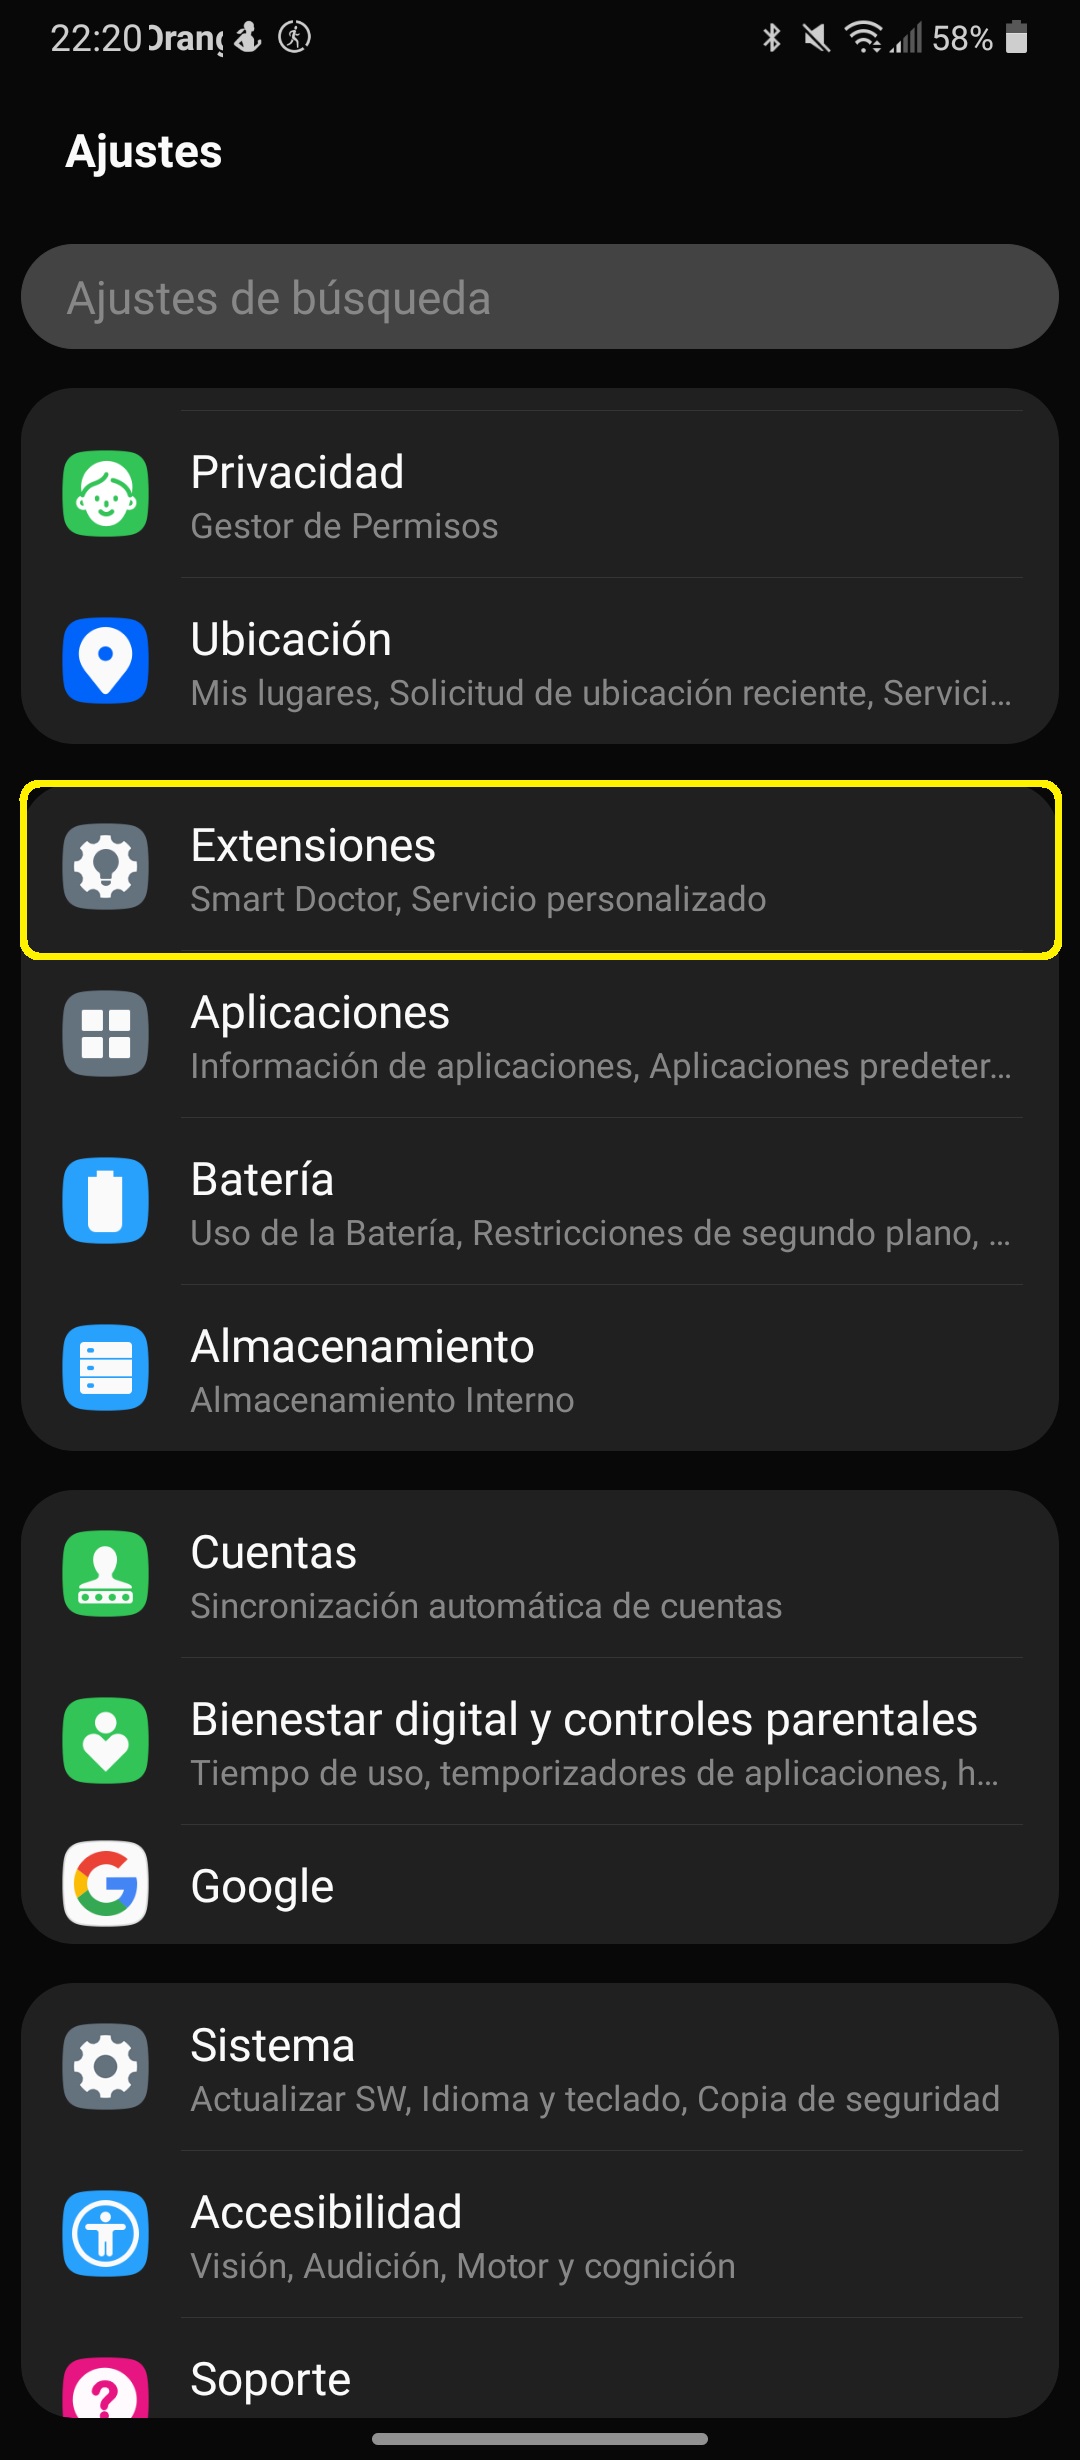 22:20
58%
Ajustes
Ajustes de búsqueda
Privacidad
Gestor de Permisos
Ubicación
Mis lugares, Solicitud de ubicación reciente, Servici...
Extensiones
Smart Doctor, Servicio personalizado
Aplicaciones
Información de aplicaciones, Aplicaciones predeter...
Batería
Uso de la Batería, Restricciones de segundo plano, ...
Almacenamiento
Almacenamiento Interno
Cuentas
Sincronización automática de cuentas
Bienestar digital y controles parentales
Tiempo de uso, temporizadores de aplicaciones, h...
Google
Sistema
Actualizar SW, Idioma y teclado, Copia de seguridad
Accesibilidad
Visión, Audición, Motor y cognición
Soporte